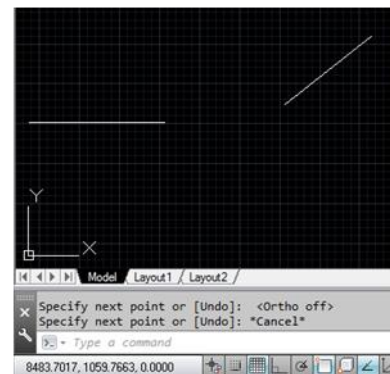 Y
X
Model Layout1 Layout2
Specify next point or [Undo]:  <Ortho off>
Specify next point or [Undo]: *Cancel*
Type a command
8483.7017, 1059.7663, 0.0000